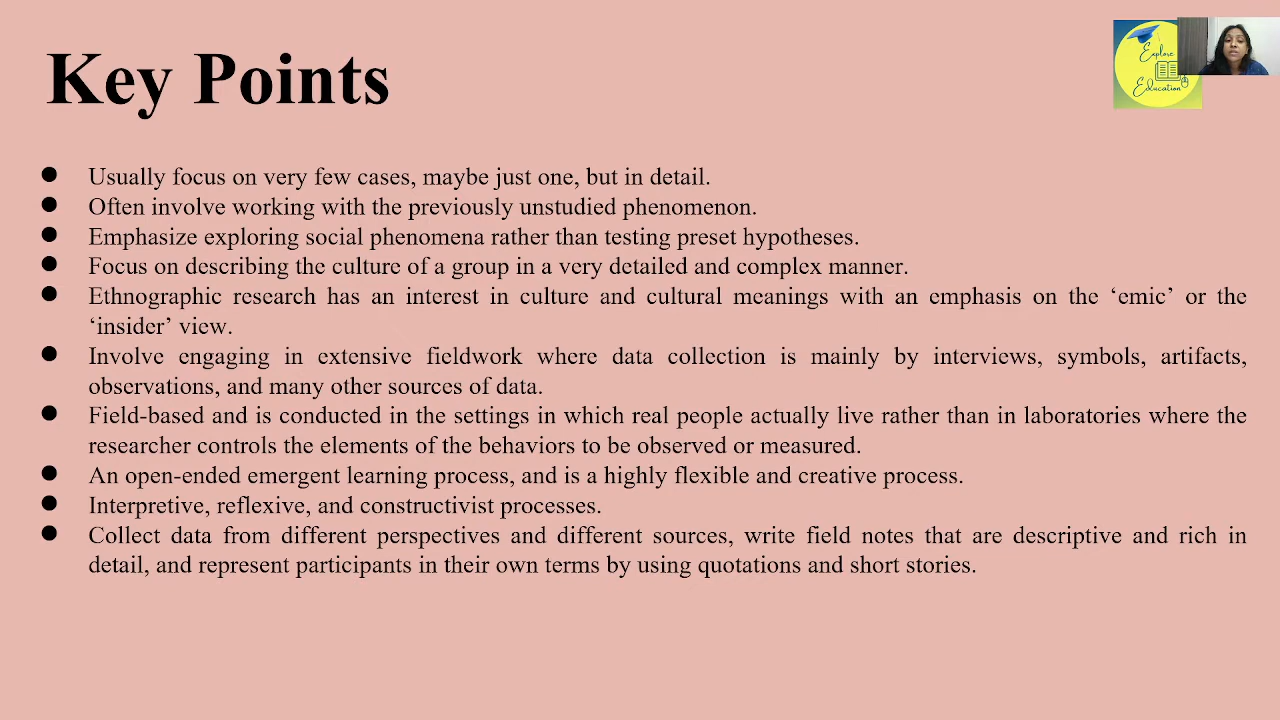 Explore
Education
Key Points
● Usually focus on very few cases, maybe just one, but in detail.
● Often involve working with the previously unstudied phenomenon.
● Emphasize exploring social phenomena rather than testing preset hypotheses.
● Focus on describing the culture of a group in a very detailed and complex manner.
● Ethnographic research has an interest in culture and cultural meanings with an emphasis on the ‘emic’ or the
‘insider’ view.
● Involve engaging in extensive fieldwork where data collection is mainly by interviews, symbols, artifacts,
observations, and many other sources of data.
● Field-based and is conducted in the settings in which real people actually live rather than in laboratories where the
researcher controls the elements of the behaviors to be observed or measured.
● An open-ended emergent learning process, and is a highly flexible and creative process.
● Interpretive, reflexive, and constructivist processes.
● Collect data from different perspectives and different sources, write field notes that are descriptive and rich in
detail, and represent participants in their own terms by using quotations and short stories.